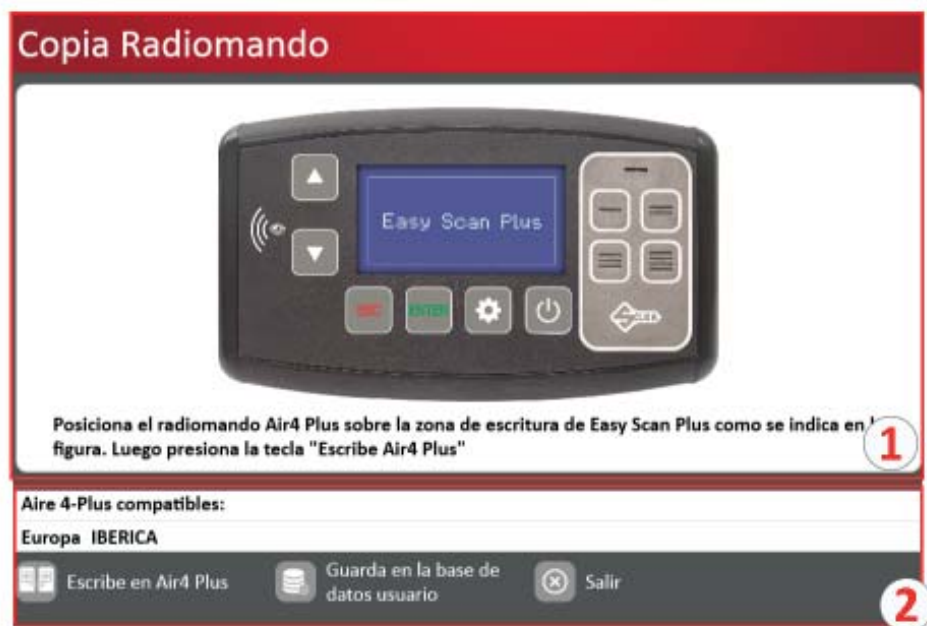 Copia Radiomando
Easy Scan Plus
ESC
ENTER
Posiciona el radiomando Air4 Plus sobre la zona de escritura de Easy Scan Plus como se indica en
figura. Luego presiona la tecla "Escribe Air4 Plus"
1
Aire 4-Plus compatibles:
Europa IBERICA
Escribe en Air4 Plus
Guarda en la base de
datos usuario
Salir
2